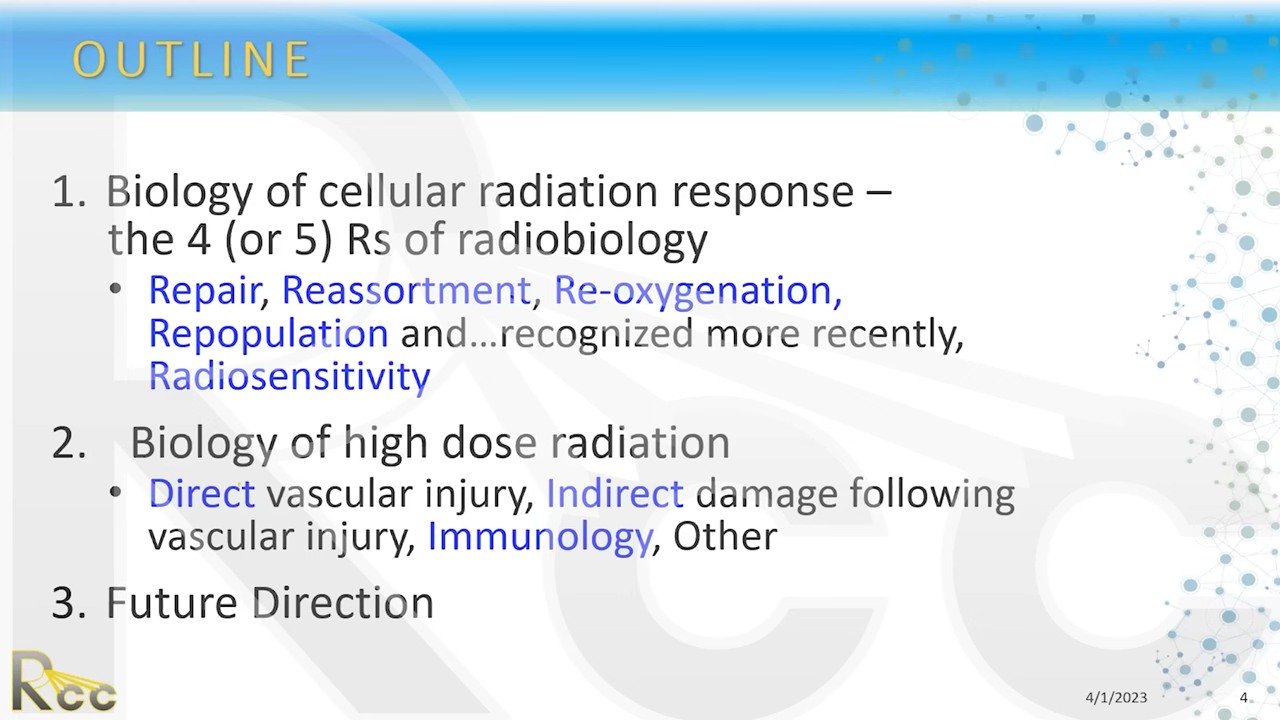 OUTLINE
1. Biology of cellular radiation response –
the 4 (or 5) Rs of radiobiology
• Repair, Reassortment, Re-oxygenation,
Repopulation and...recognized more recently,
Radiosensitivity
2. Biology of high dose radiation
• Direct vascular injury, Indirect damage following
vascular injury, Immunology, Other
3. Future Direction
Rcc
4/1/2023 4